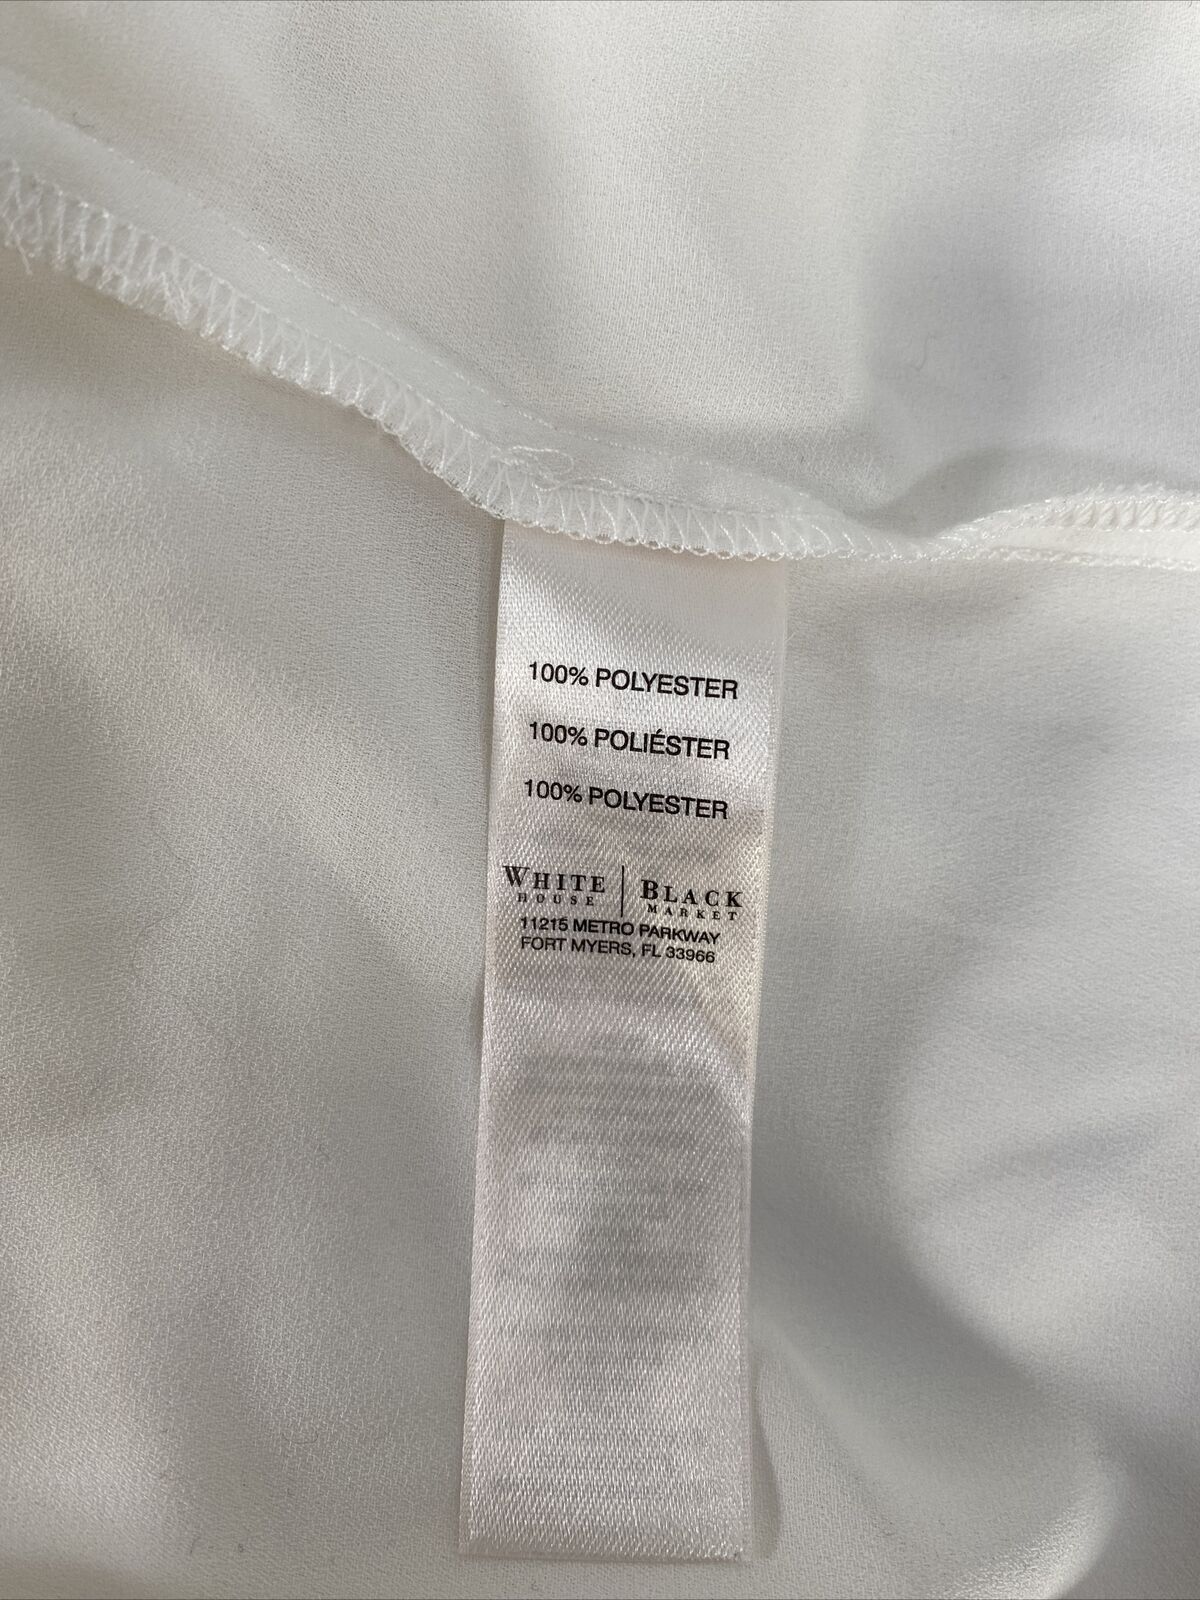 100% POLYESTER
100% POLIÉSTER
100% POLYESTER
WHITE | BLACK
HOUSE MARKET
11215 METRO PARKWAY
FORT MYERS, FL 33966